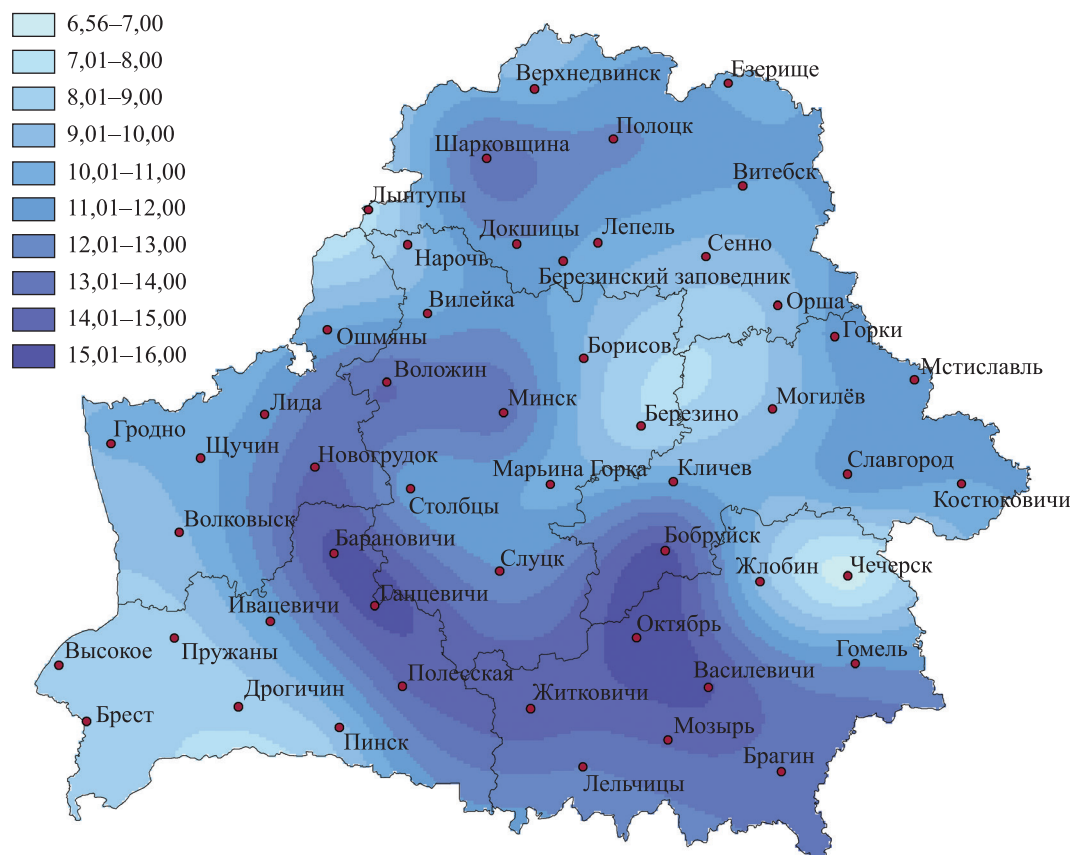 6,56–7,00
7,01–8,00
8,01–9,00
9,01–10,00
10,01–11,00
11,01–12,00
12,01–13,00
13,01–14,00
14,01–15,00
15,01–16,00
Верхнедвинск
Езерище
Полоцк
Шарковщина
Витебск
Лынтупы
Докшицы
Лепель
Сенно
Нарочь
Березинский заповедник
Вилейка
Орша
Ошмяны
Горки
Борисов
Мстиславль
Воложин
Минск
Лида
Березино
Могилёв
Гродно
Щучин
Новогрудок
Марьина Горка
Кличев
Славгород
Столбцы
Костюковичи
Волковыск
Барановичи
Бобруйск
Слуцк
Жлобин
Чечерск
Ганцевичи
Ивацевичи
Октябрь
Высокое
Пружаны
Гомель
Полесская
Василевичи
Дрогичин
Житковичи
Брест
Пинск
Мозырь
Брагин
Лельчицы